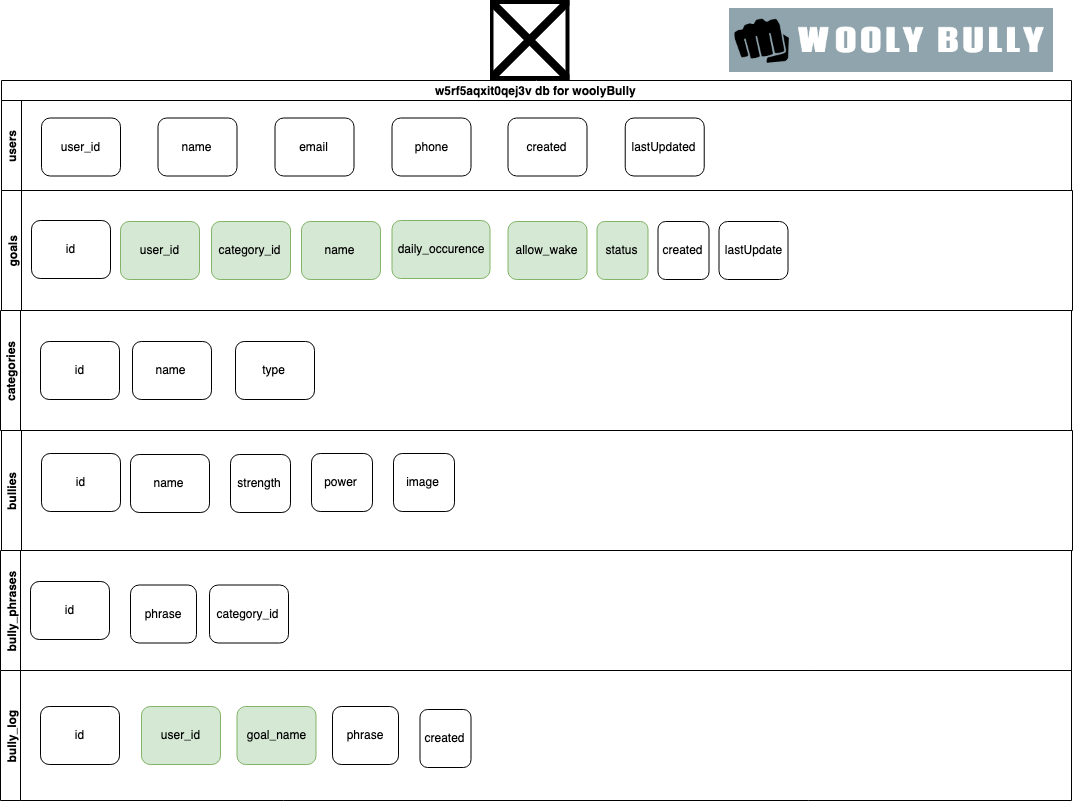 WOOLY BULLY
w5rf5aqxit0qej3v db for woolyBully
users
user_id name email phone created lastUpdated
goals
id user_id category_id name daily_occurence allow_wake status created lastUpdate
categories
id name type
bullies
id name strength power image
bully_phrases
id phrase category_id
bully_log
id user_id goal_name phrase created